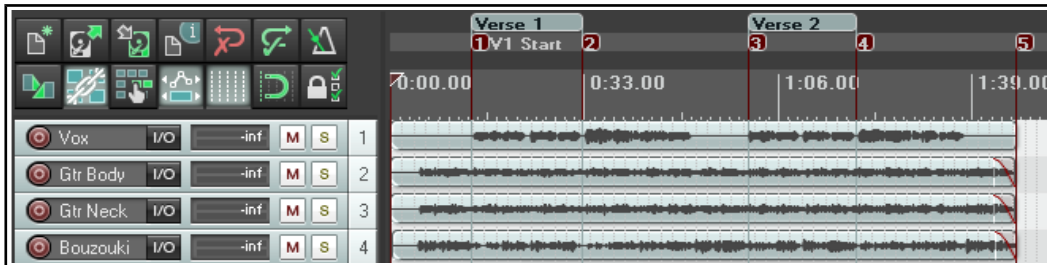 Verse 1 Verse 2
1 V1 Start 2 3 4 5
0:00.00 0:33.00 1:06.00 1:39.00
Vox I/O -inf M S 1
Gtr Body I/O -inf M S 2
Gtr Neck I/O -inf M S 3
Bouzouki I/O -inf M S 4